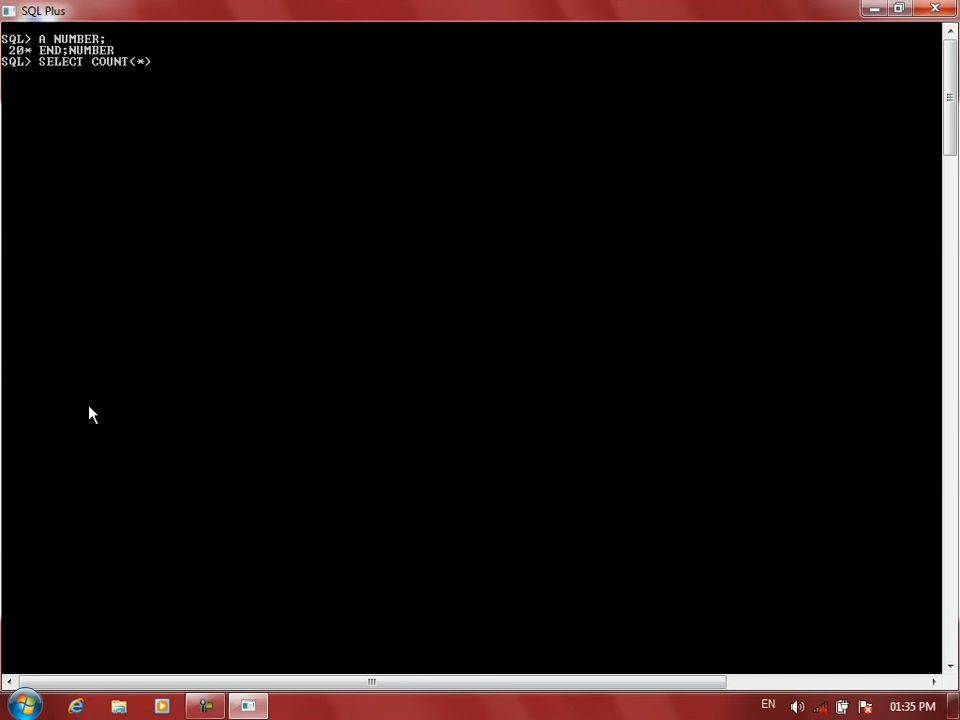 SQL Plus
SQL> A NUMBER;
20* END;NUMBER
SQL> SELECT COUNT(*)
EN
01:35 PM